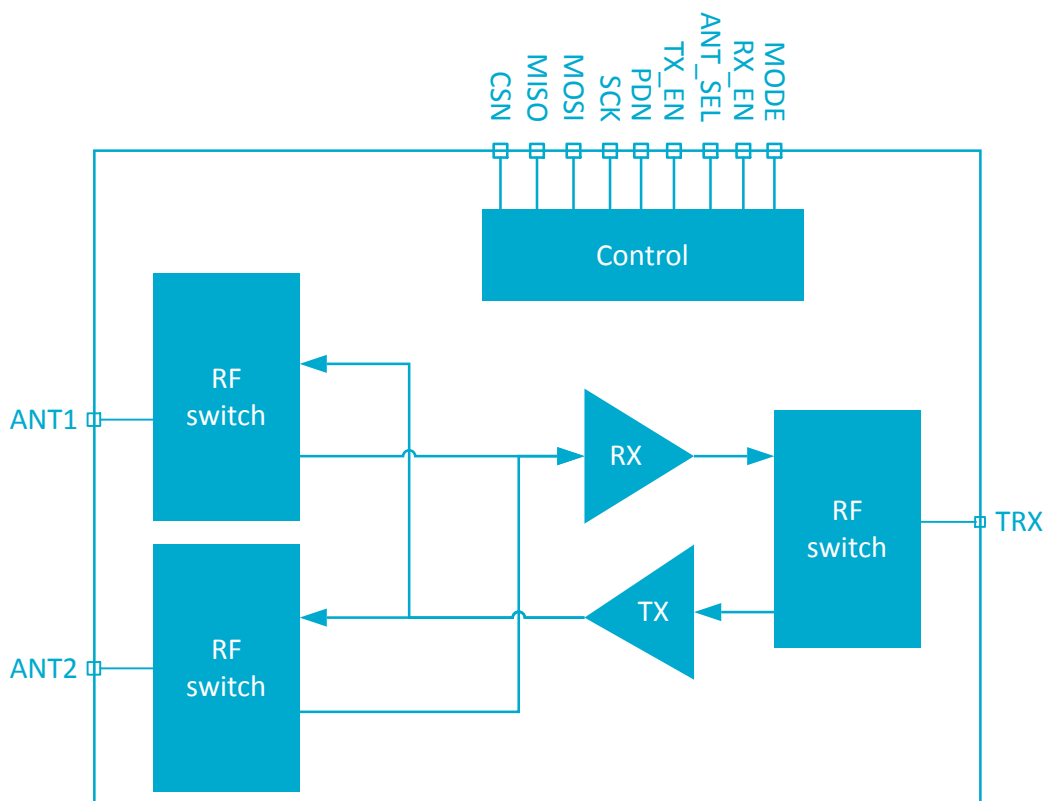 CSN
MISO
MOSI
SCK
PDN
TX_EN
ANT_SEL
RX_EN
MODE
Control
RF
switch
ANT1
RX
RF
switch
TRX
TX
RF
switch
ANT2